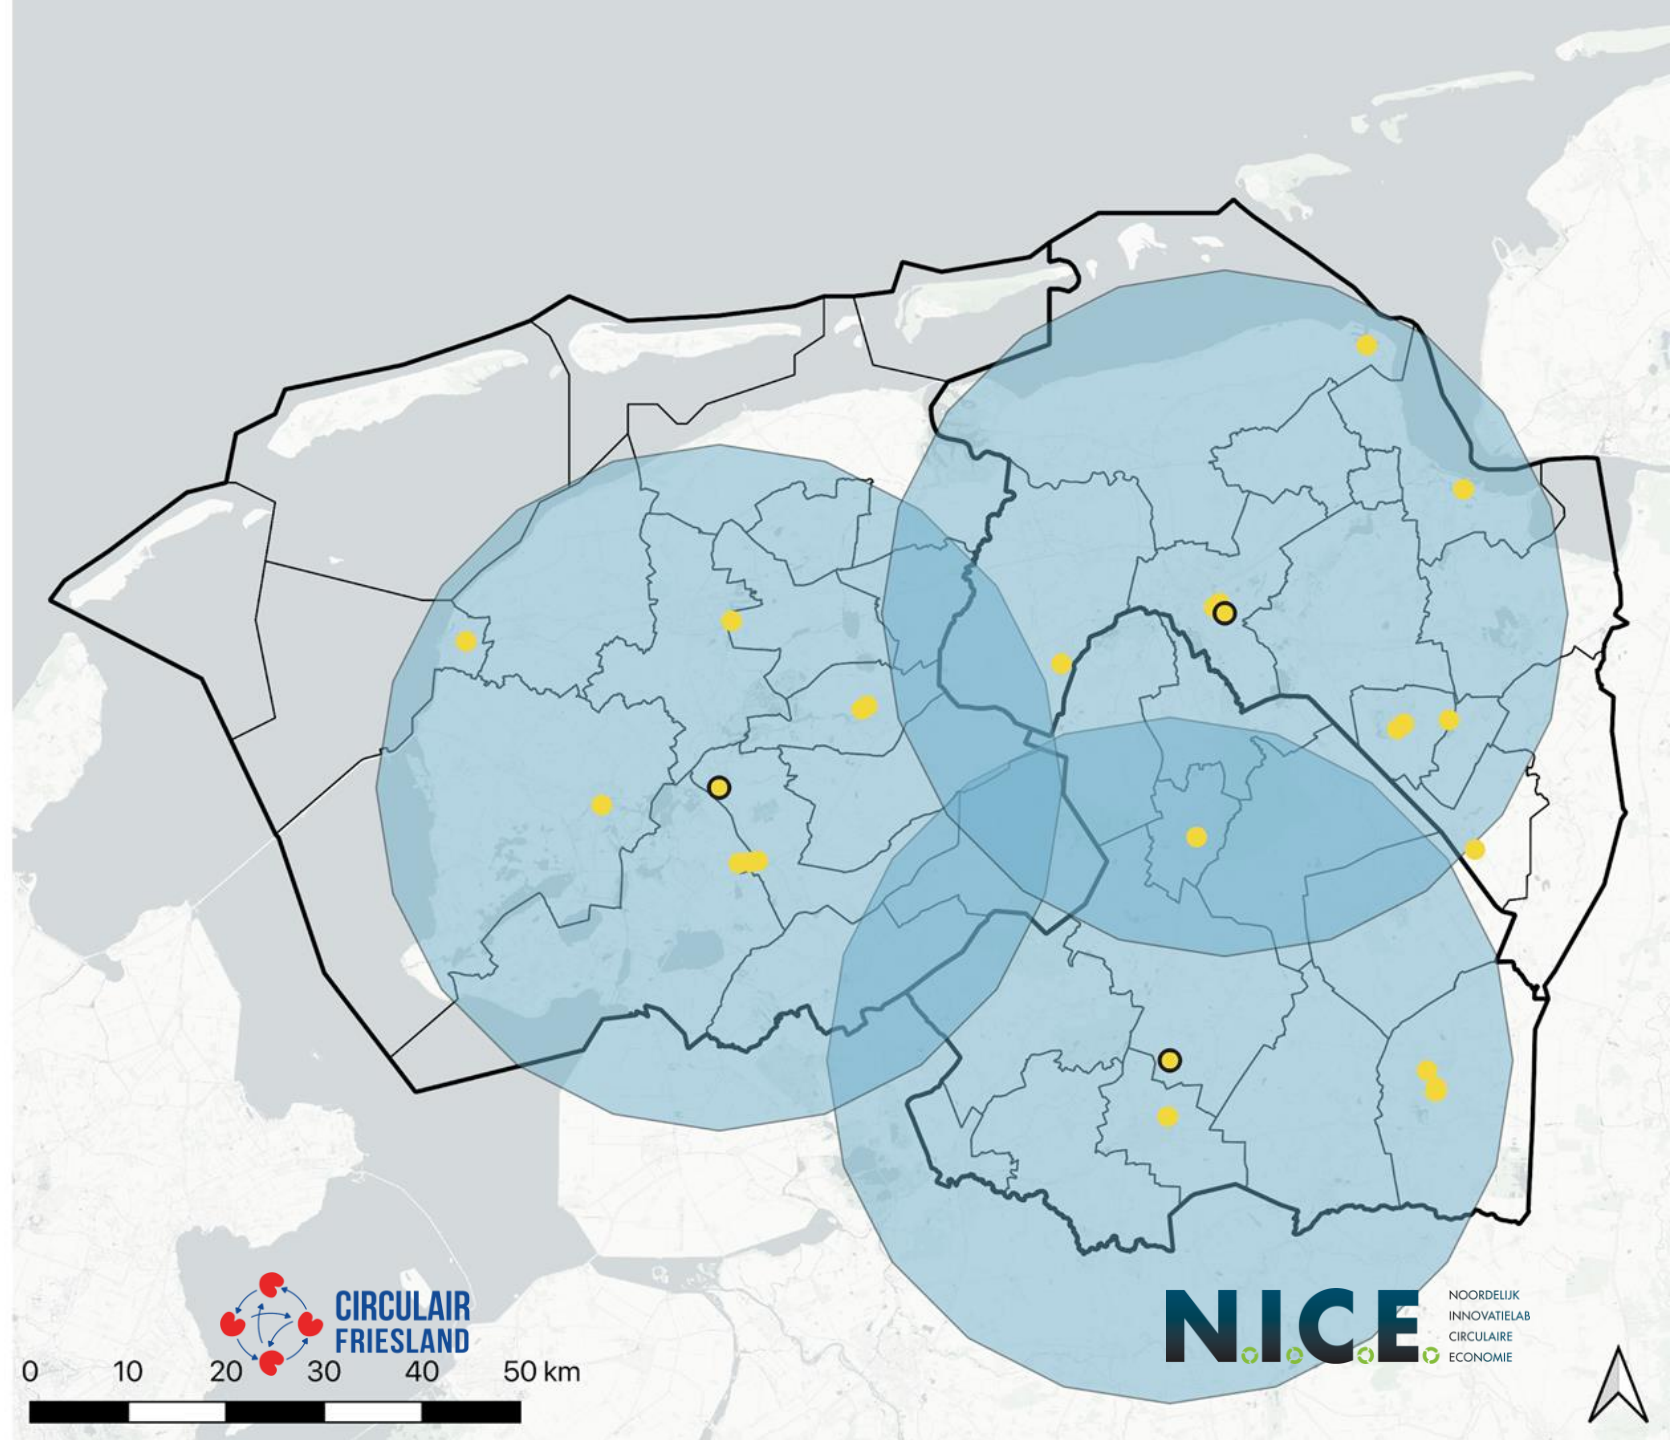 CIRCULAIR
FRIESLAND
0 10 20 30 40 50 km
N.I.C.E.
NOORDELIJK
INNOVATIELAB
CIRCULAIRE
ECONOMIE